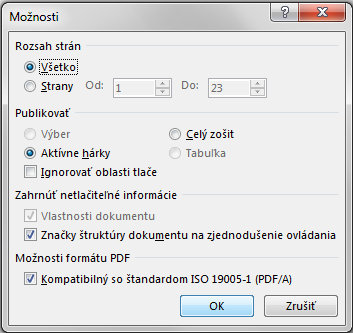 Možnosti
Rozsah strán
Všetko
Strany Od: 1 Do: 23
Publikovať
Výber Celý zošit
Aktívne hárky Tabuľka
Ignorovať oblasti tlače
Zahrnúť netlačiteľné informácie
Vlastnosti dokumentu
Značky štruktúry dokumentu na zjednodušenie ovládania
Možnosti formátu PDF
Kompatibilný so štandardom ISO 19005-1 (PDF/A)
OK Zrušiť